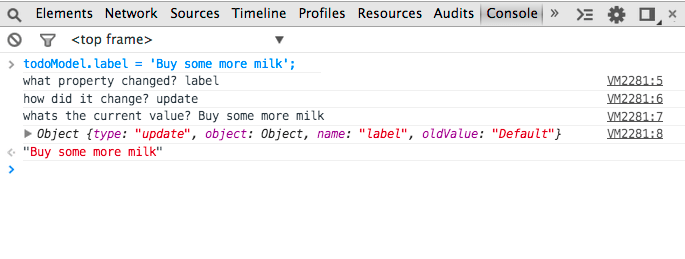 Elements Network Sources Timeline Profiles Resources Audits Console »
<top frame> ▼
todoModel.label = 'Buy some more milk';
what property changed? label VM2281:5
how did it change? update VM2281:6
whats the current value? Buy some more milk VM2281:7
▶ Object {type: "update", object: Object, name: "label", oldValue: "Default"} VM2281:8
"Buy some more milk"